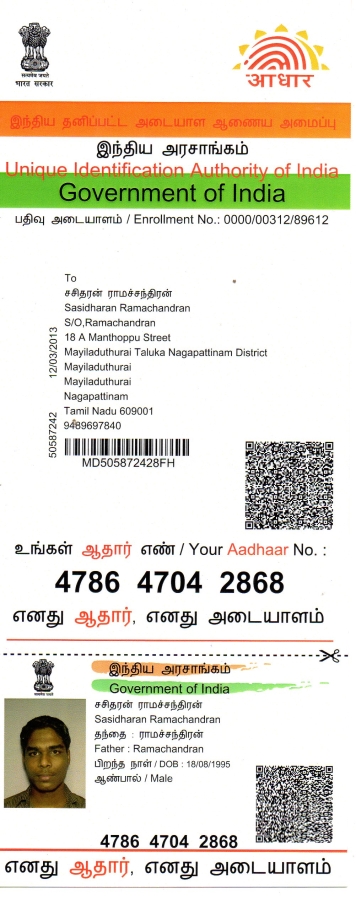 सत्यमेव जयते
भारत सरकार
आधार
இந்திய தனிப்பட்ட அடையாள ஆணைய அமைப்பு
இந்திய அரசாங்கம்
Unique Identification Authority of India
Government of India
பதிவு அடையாளம் / Enrollment No.: 0000/00312/89612
To
சசிதரன் ராமச்சந்திரன்
Sasidharan Ramachandran
S/O,Ramachandran
18 A Manthoppu Street
Mayiladuthurai Taluka Nagapattinam District
Mayiladuthurai
Mayiladuthurai
Nagapattinam
Tamil Nadu 609001
9489697840
50587242 12/03/2013
MD505872428FH
உங்கள் ஆதார் எண் / Your Aadhaar No. :
4786 4704 2868
எனது ஆதார், எனது அடையாளம்
இந்திய அரசாங்கம்
Government of India
சசிதரன் ராமச்சந்திரன்
Sasidharan Ramachandran
தந்தை : ராமச்சந்திரன்
Father : Ramachandran
பிறந்த நாள் / DOB : 18/08/1995
ஆண்பால் / Male
4786 4704 2868
எனது ஆதார், எனது அடையாளம்